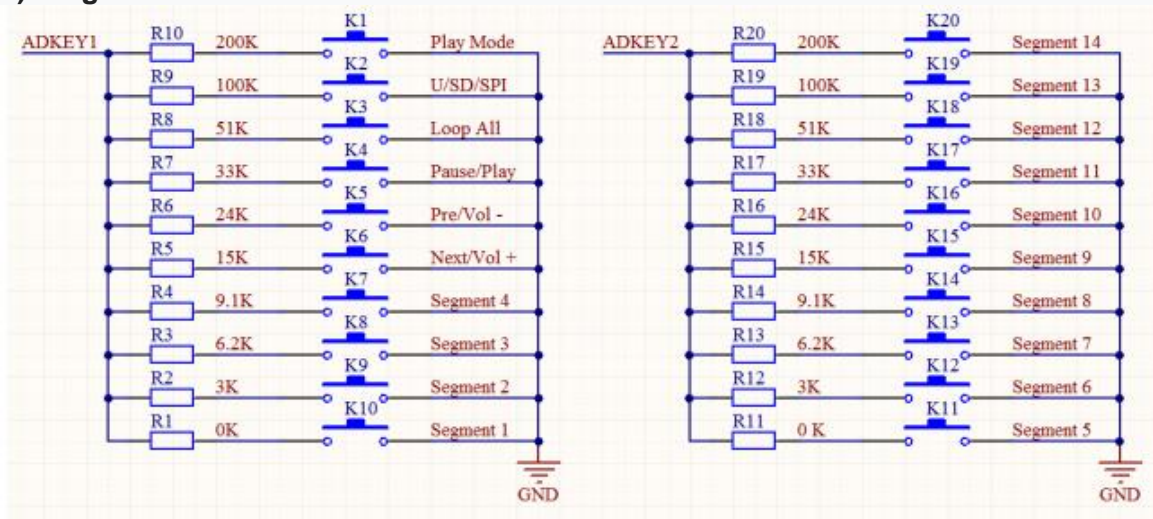 K1 K20
ADKEY1 R10 200K Play Mode ADKEY2 R20 200K Segment 14
K2 K19
R9 100K U/SD/SPI R19 100K Segment 13
K3 K18
R8 51K Loop All R18 51K Segment 12
K4 K17
R7 33K Pause/Play R17 33K Segment 11
K5 K16
R6 24K Pre/Vol - R16 24K Segment 10
K6 K15
R5 15K Next/Vol + R15 15K Segment 9
K7 K14
R4 9.1K Segment 4 R14 9.1K Segment 8
K8 K13
R3 6.2K Segment 3 R13 6.2K Segment 7
K9 K12
R2 3K Segment 2 R12 3K Segment 6
K10 K11
R1 0K Segment 1 R11 0 K Segment 5
GND GND